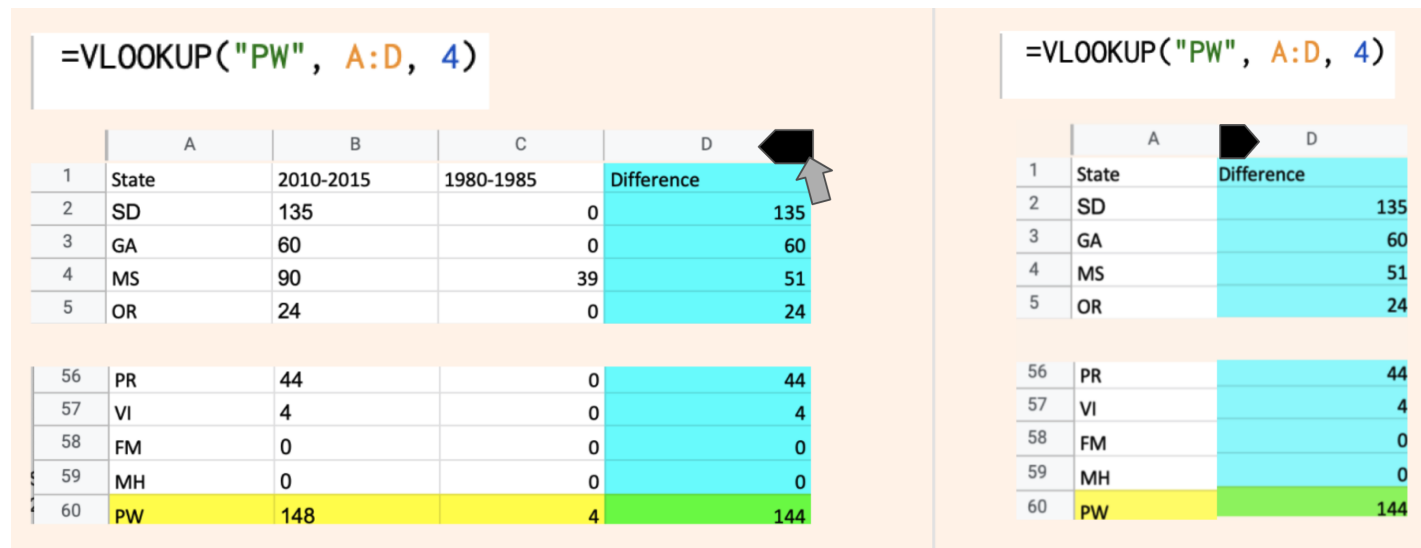 =VLOOKUP("PW", A:D, 4)
A B C D
1 State 2010-2015 1980-1985 Difference
2 SD 135 0 135
3 GA 60 0 60
4 MS 90 39 51
5 OR 24 0 24
56 PR 44 0 44
57 VI 4 0 4
58 FM 0 0 0
59 MH 0 0 0
60 PW 148 4 144
=VLOOKUP("PW", A:D, 4)
A D
1 State Difference
2 SD 135
3 GA 60
4 MS 51
5 OR 24
56 PR 44
57 VI 4
58 FM 0
59 MH 0
60 PW 144